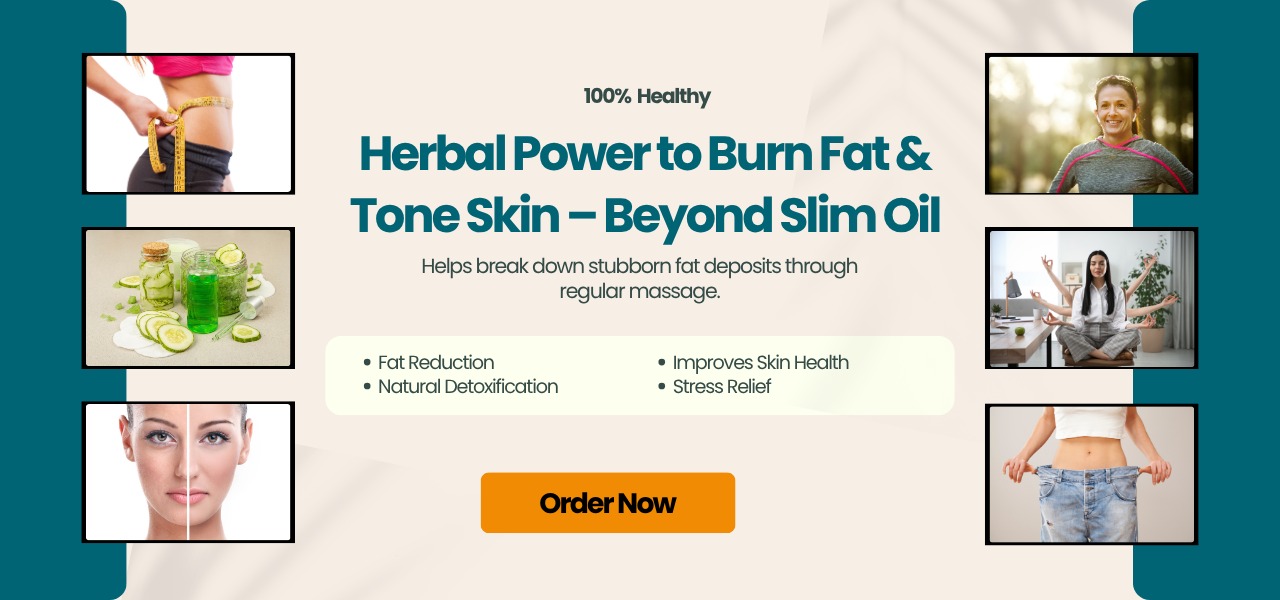 100% Healthy
Herbal Power to Burn Fat &
Tone Skin – Beyond Slim Oil
Helps break down stubborn fat deposits through
regular massage.
• Fat Reduction
• Natural Detoxification
• Improves Skin Health
• Stress Relief
Order Now